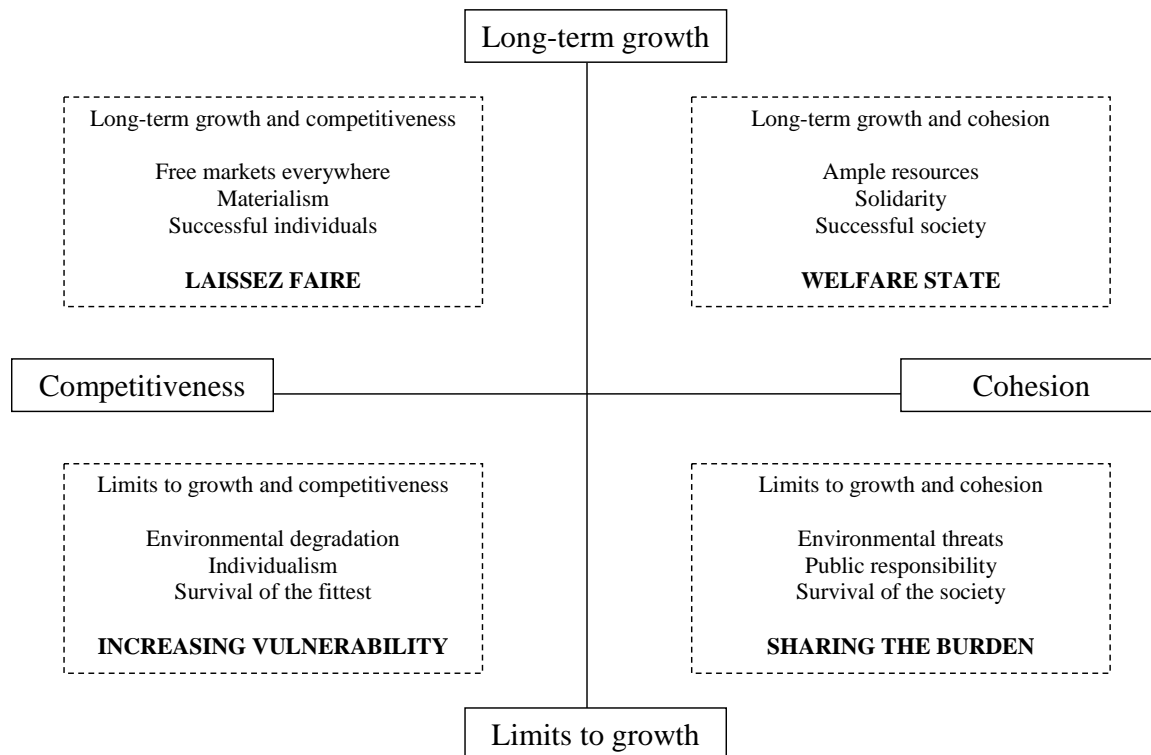 Long-term growth
Long-term growth and competitiveness
Free markets everywhere
Materialism
Successful individuals
LAISSEZ FAIRE
Long-term growth and cohesion
Ample resources
Solidarity
Successful society
WELFARE STATE
Competitiveness
Cohesion
Limits to growth and competitiveness
Environmental degradation
Individualism
Survival of the fittest
INCREASING VULNERABILITY
Limits to growth and cohesion
Environmental threats
Public responsibility
Survival of the society
SHARING THE BURDEN
Limits to growth